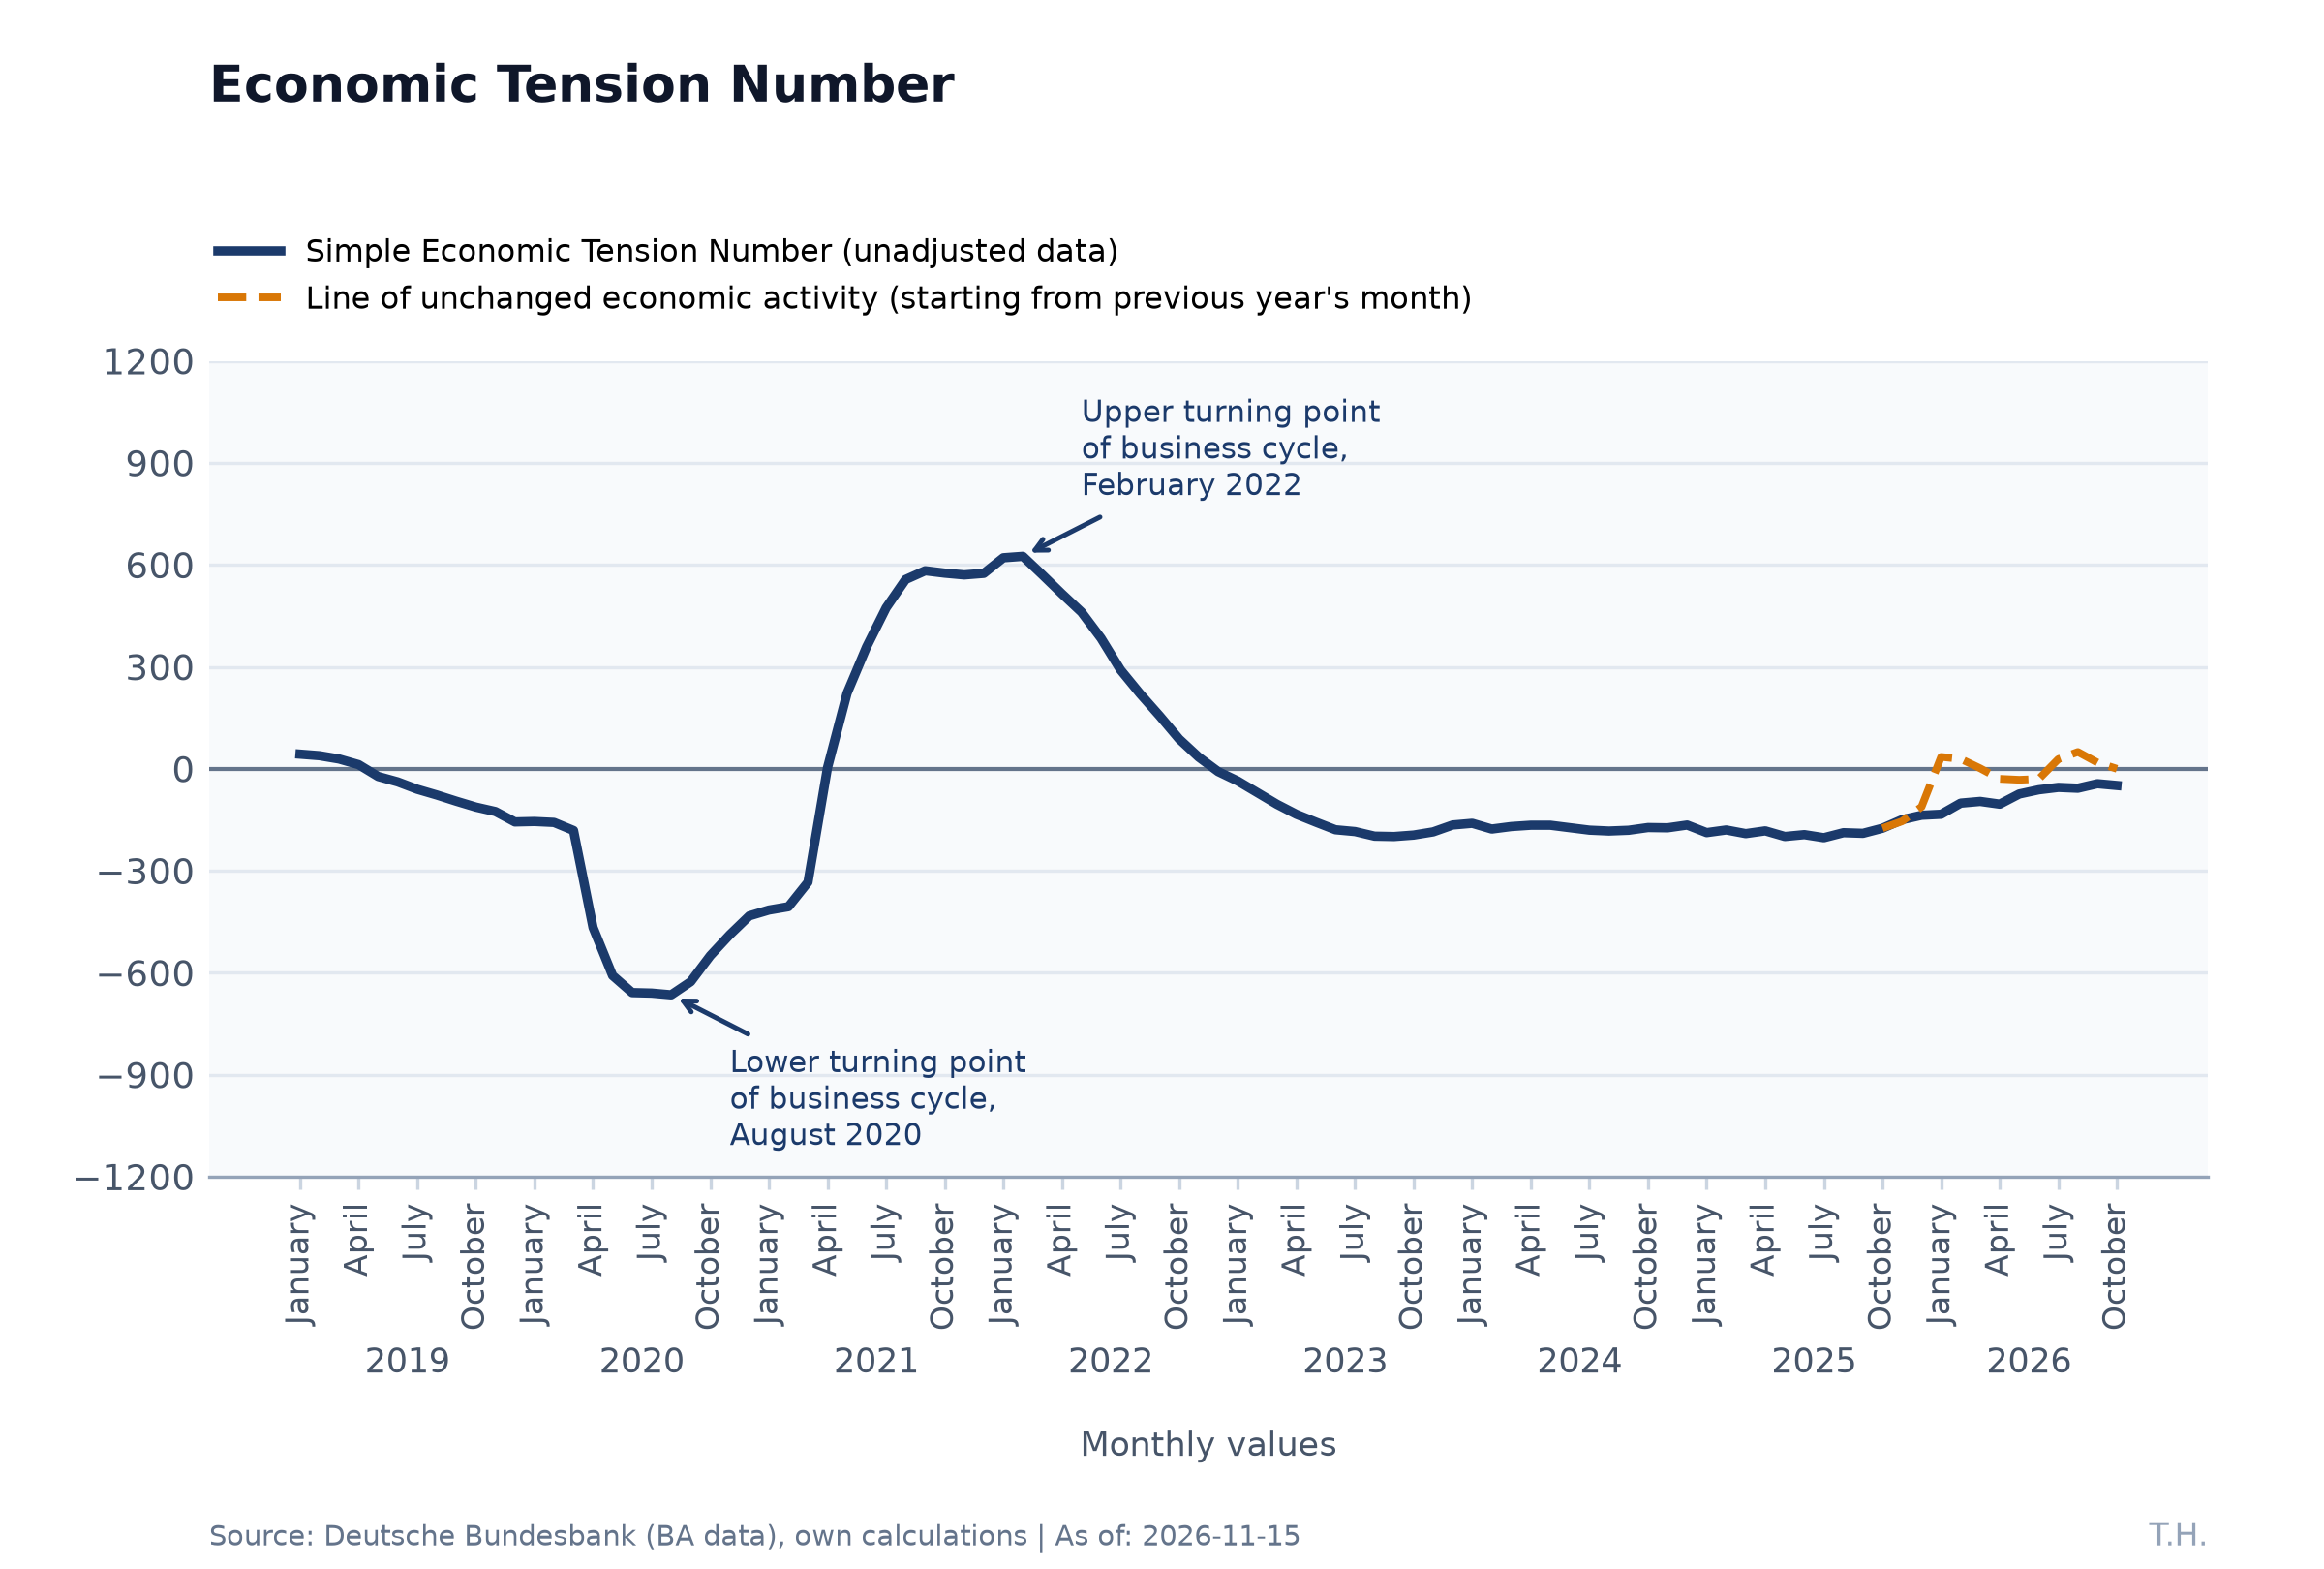 Economic Tension Number
Simple Economic Tension Number (unadjusted data)
Line of unchanged economic activity (starting from previous year's month)
1200
900
600
300
0
−300
−600
−900
−1200
Upper turning point
of business cycle,
February 2022
Lower turning point
of business cycle,
August 2020
January
April
July
October
January
April
July
October
January
April
July
October
January
April
July
October
January
April
July
October
January
April
July
October
January
April
July
October
January
April
July
October
2019 2020 2021 2022 2023 2024 2025 2026
Monthly values
Source: Deutsche Bundesbank (BA data), own calculations | As of: 2026-11-15
T.H.